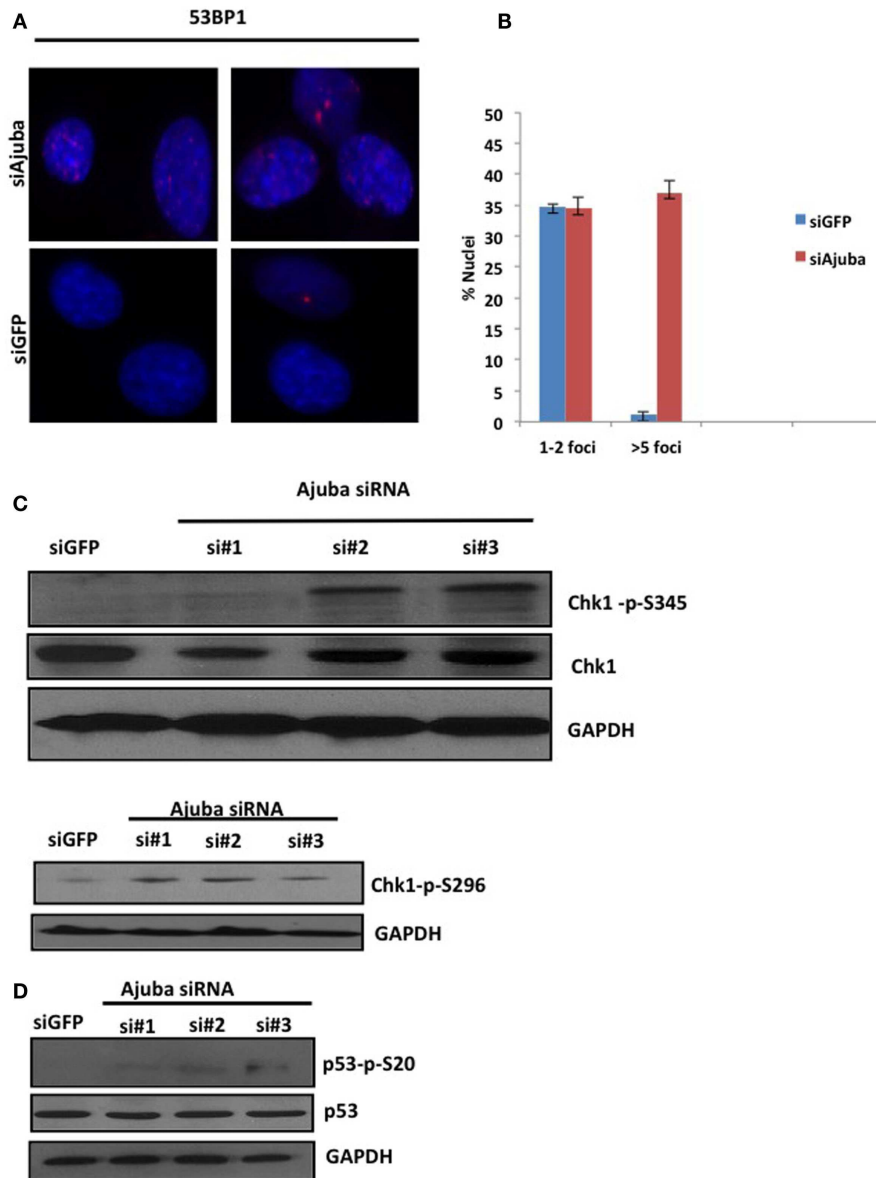 A
53BP1
siAjuba
siGFP
B
50
45
40
35
30
25
20
15
10
5
0
% Nuclei
1-2 foci
>5 foci
siGFP
siAjuba
C
Ajuba siRNA
siGFP
si#1
si#2
si#3
Chk1 -p-S345
Chk1
GAPDH
Ajuba siRNA
siGFP
si#1
si#2
si#3
Chk1-p-S296
GAPDH
D
Ajuba siRNA
siGFP
si#1
si#2
si#3
p53-p-S20
p53
GAPDH